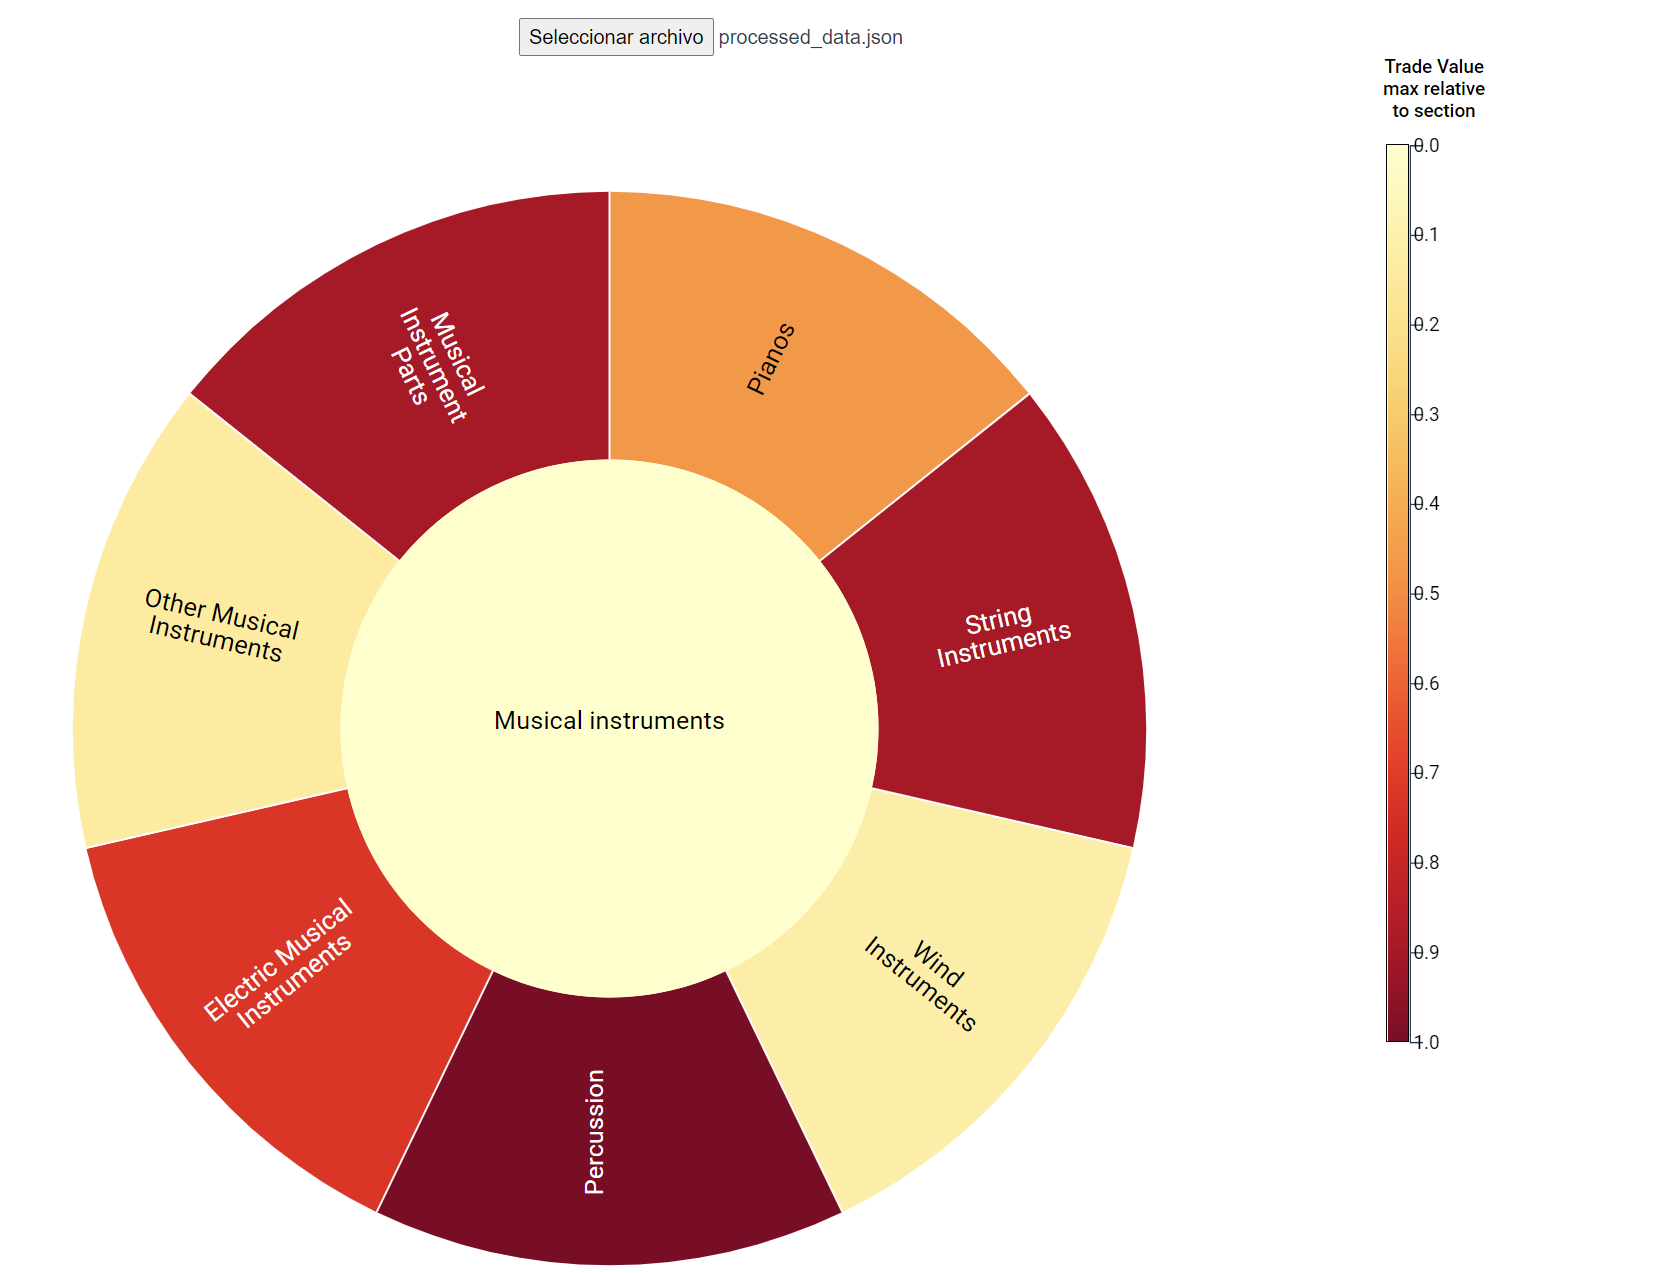 Seleccionar archivo processed_data.json
Trade Value
max relative
to section
0.0
0.1
0.2
0.3
0.4
0.5
0.6
0.7
0.8
0.9
1.0
Musical
Instrument
Parts
Pianos
String
Instruments
Other Musical
Instruments
Musical instruments
Wind
Instruments
Electric Musical
Instruments
Percussion